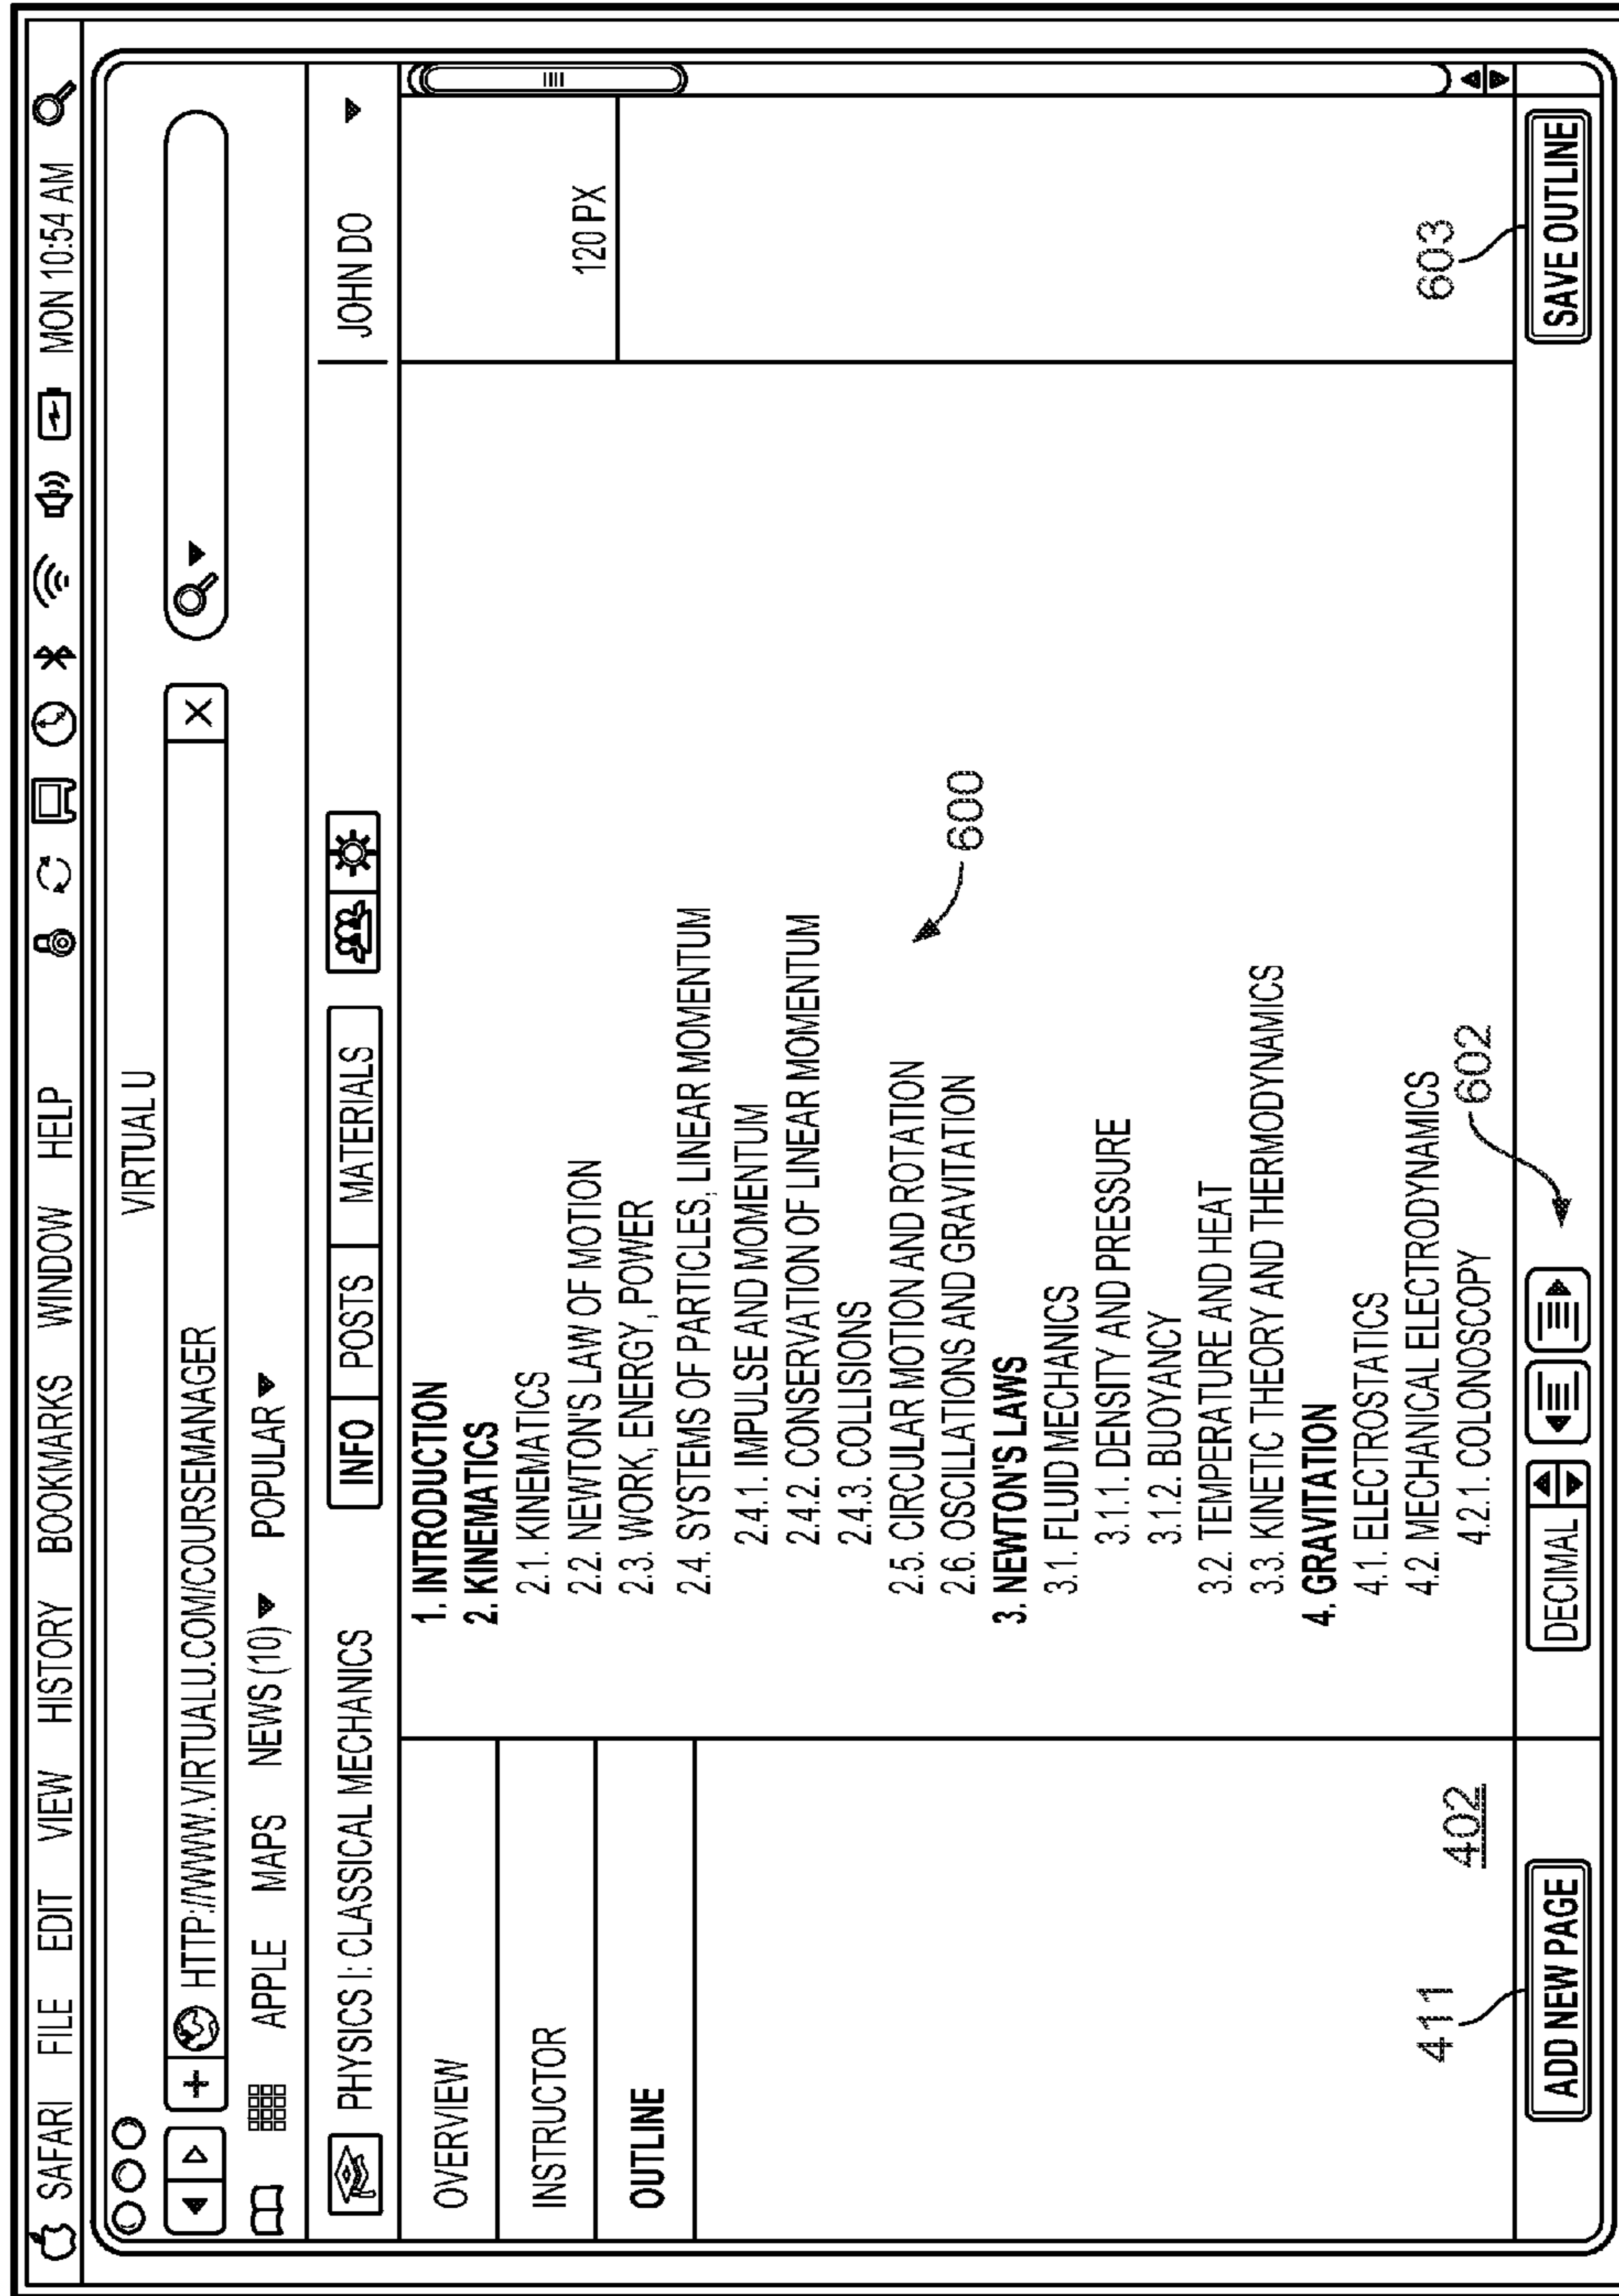 SAFARI FILE EDIT VIEW HISTORY BOOKMARKS WINDOW HELP MON 10:54 AM
VIRTUAL U
HTTP://WWW.VIRTUALU.COM/COURSEMANAGER
APPLE MAPS NEWS (10) POPULAR
PHYSICS I: CLASSICAL MECHANICS INFO POSTS MATERIALS JOHN DO
OVERVIEW
INSTRUCTOR
OUTLINE
1. INTRODUCTION
2. KINEMATICS
2.1. KINEMATICS
2.2. NEWTON'S LAW OF MOTION
2.3. WORK, ENERGY, POWER
2.4. SYSTEMS OF PARTICLES, LINEAR MOMENTUM
2.4.1. IMPULSE AND MOMENTUM
2.4.2. CONSERVATION OF LINEAR MOMENTUM
2.4.3. COLLISIONS
2.5. CIRCULAR MOTION AND ROTATION
2.6. OSCILLATIONS AND GRAVITATION
3. NEWTON'S LAWS
3.1. FLUID MECHANICS
3.1.1. DENSITY AND PRESSURE
3.1.2. BUOYANCY
3.2. TEMPERATURE AND HEAT
3.3. KINETIC THEORY AND THERMODYNAMICS
4. GRAVITATION
4.1. ELECTROSTATICS
4.2. MECHANICAL ELECTRODYNAMICS
4.2.1. COLONOSCOPY
120 PX
600
411
402
602
603
ADD NEW PAGE DECIMAL SAVE OUTLINE